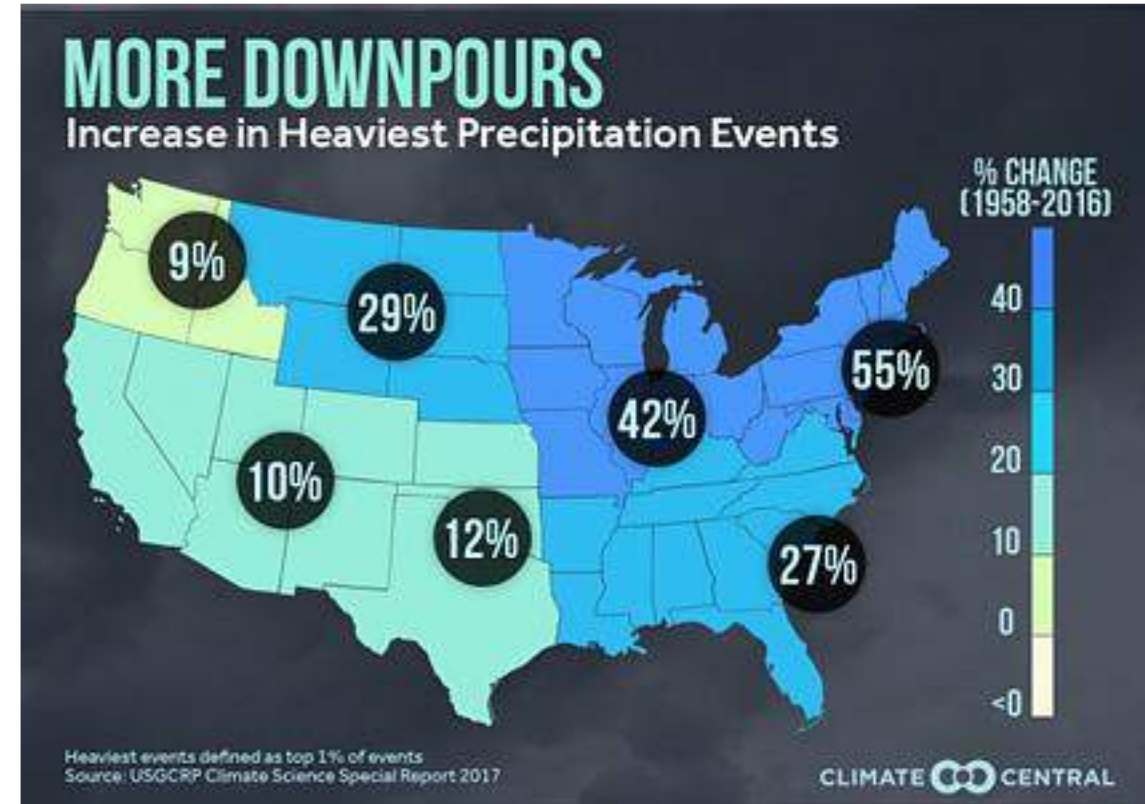 MORE DOWNPOURS
Increase in Heaviest Precipitation Events
% CHANGE
(1958-2016)
9%
29%
55%
42%
10%
12%
27%
40
30
20
10
0
<0
Heaviest events defined as top 1% of events
Source: USGCRP Climate Science Special Report 2017
CLIMATE CENTRAL